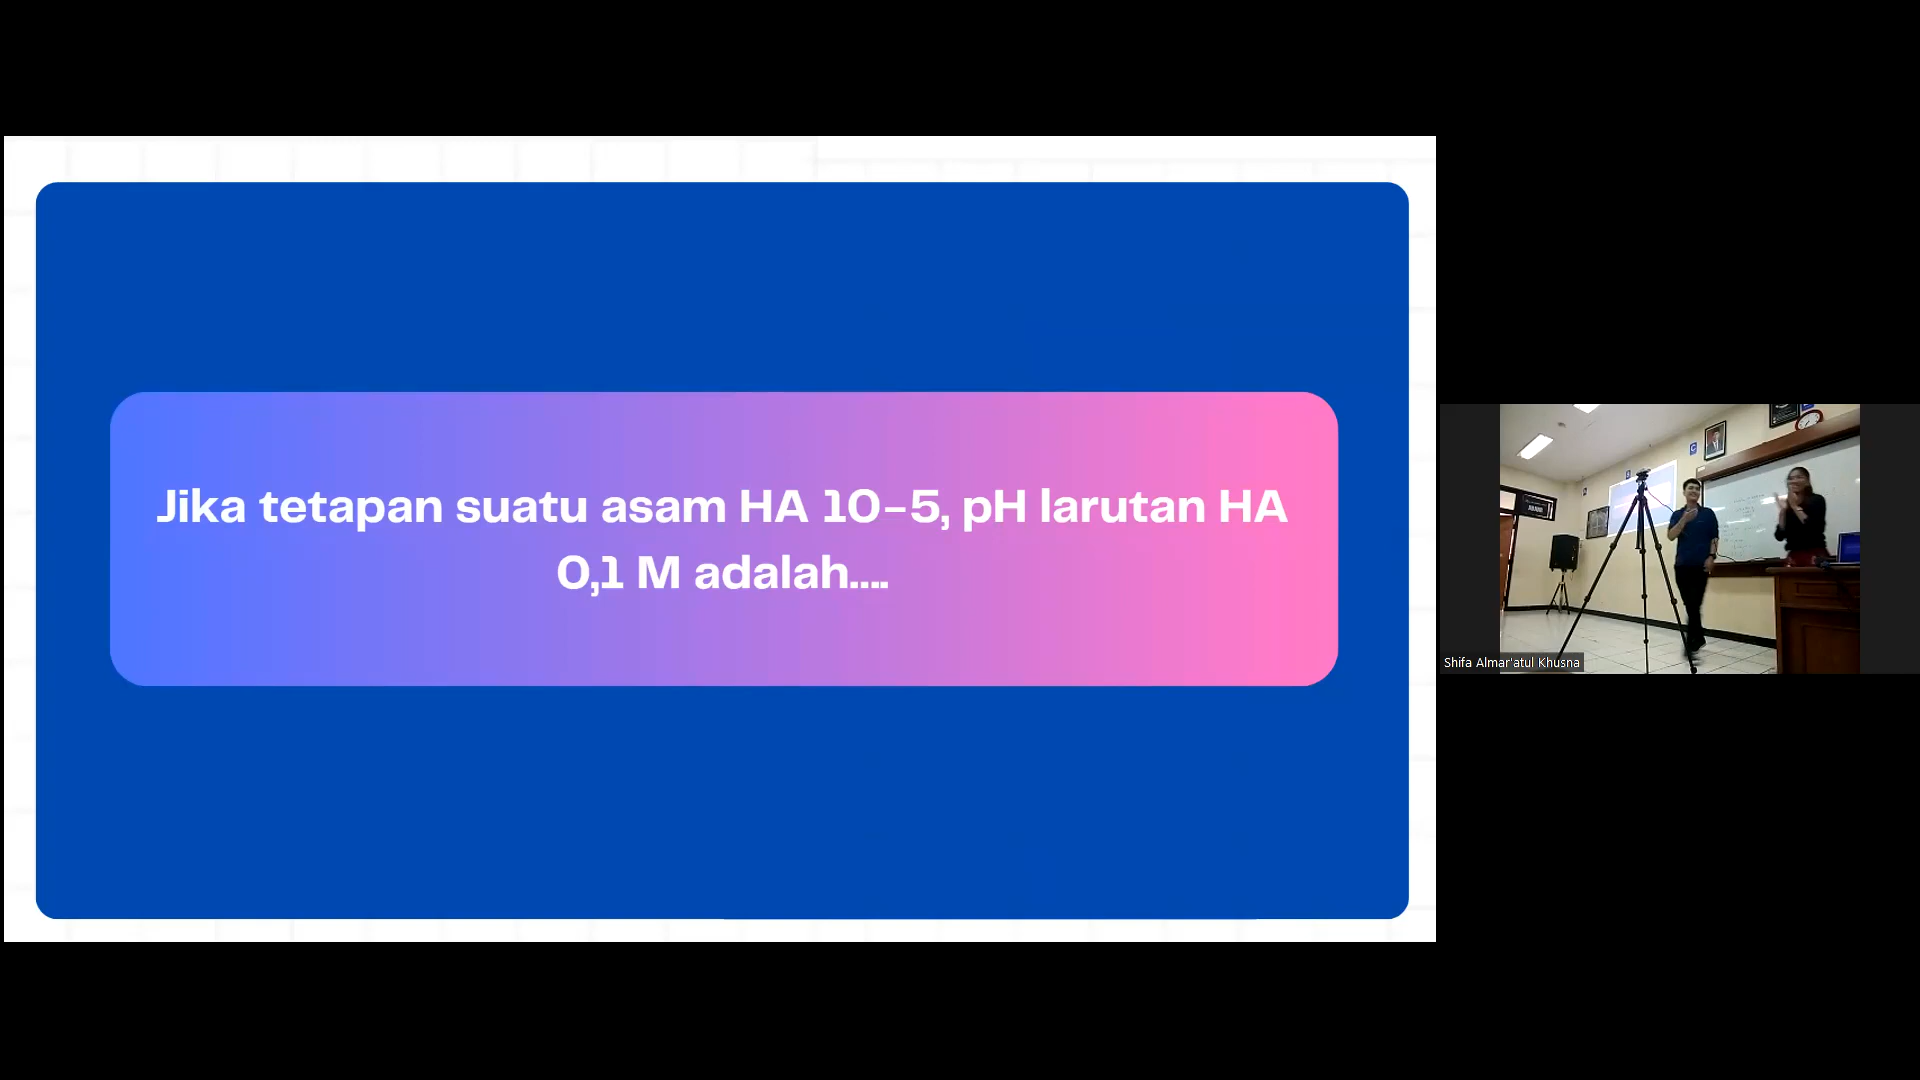 Jika tetapan suatu asam HA 10-5, pH larutan HA
0,1 M adalah....
Shifa Almar'atul Khusna